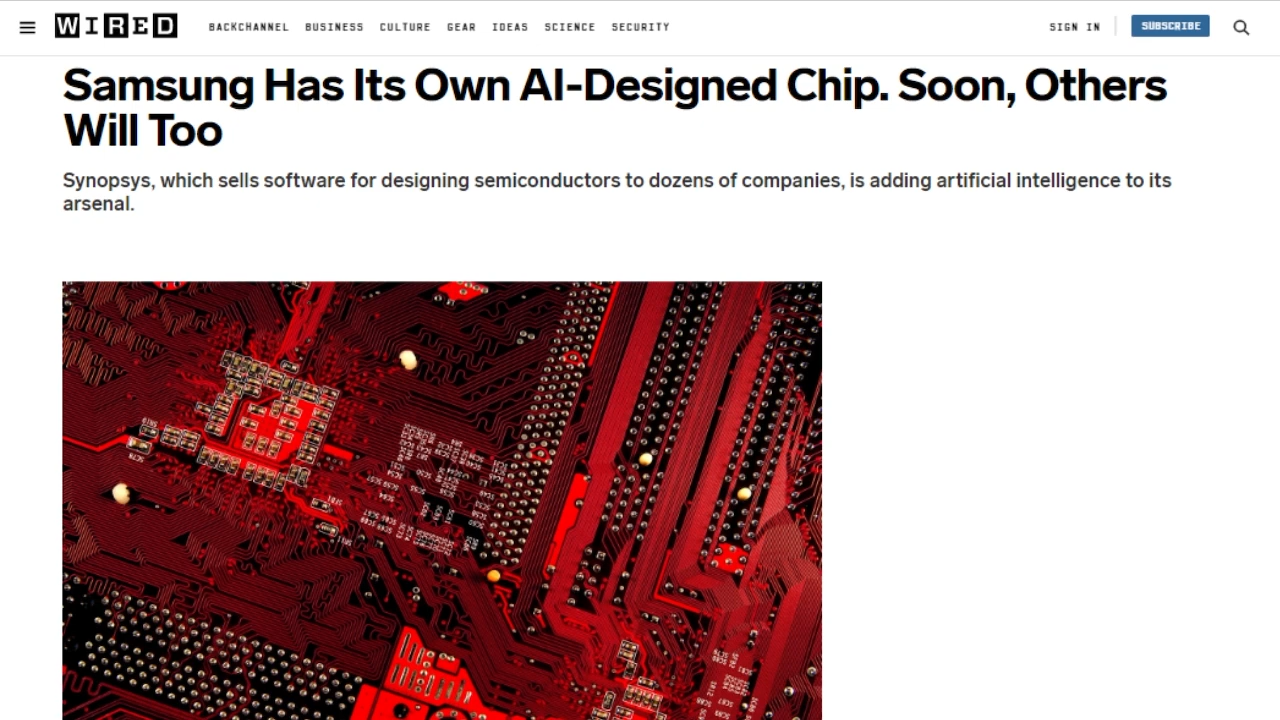 WIRED BACKCHANNEL BUSINESS CULTURE GEAR IDEAS SCIENCE SECURITY SIGN IN SUBSCRIBE
Samsung Has Its Own AI-Designed Chip. Soon, Others
Will Too
Synopsys, which sells software for designing semiconductors to dozens of companies, is adding artificial intelligence to its
arsenal.